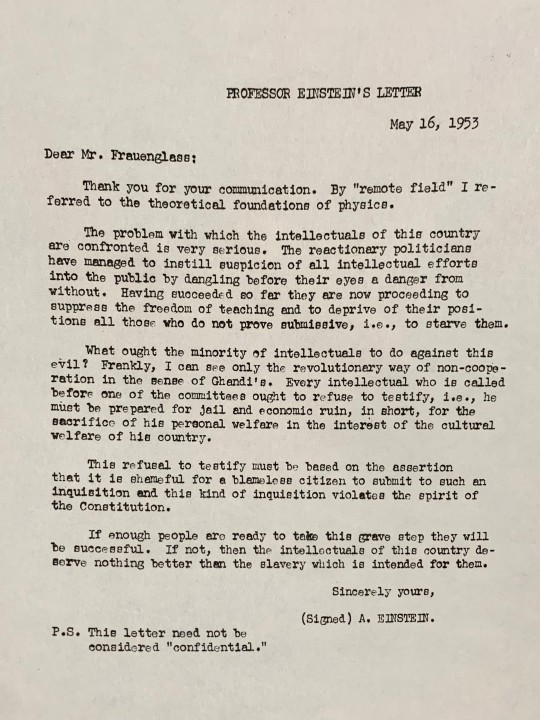 PROFESSOR EINSTEIN'S LETTER
May 16, 1953
Dear Mr. Frauenglass:
Thank you for your communication. By "remote field" I re-
ferred to the theoretical foundations of physics.
The problem with which the intellectuals of this country
are confronted is very serious. The reactionary politicians
have managed to instill suspicion of all intellectual efforts
into the public by dangling before their eyes a danger from
without. Having succeeded so far they are now proceeding to
suppress the freedom of teaching and to deprive of their posi-
tions all those who do not prove submissive, i.e., to starve them.
What ought the minority of intellectuals to do against this
evil? Frankly, I can see only the revolutionary way of non-coope-
ration in the sense of Ghandi's. Every intellectual who is called
before one of the committees ought to refuse to testify, i.e., he
must be prepared for jail and economic ruin, in short, for the
sacrifice of his personal welfare in the interest of the cultural
welfare of his country.
This refusal to testify must be based on the assertion
that it is shameful for a blameless citizen to submit to such an
inquisition and this kind of inquisition violates the spirit of
the Constitution.
If enough people are ready to take this grave step they will
be successful. If not, then the intellectuals of this country de-
serve nothing better than the slavery which is intended for them.
Sincerely yours,
(Signed) A. EINSTEIN.
P.S. This letter need not be
considered "confidential."